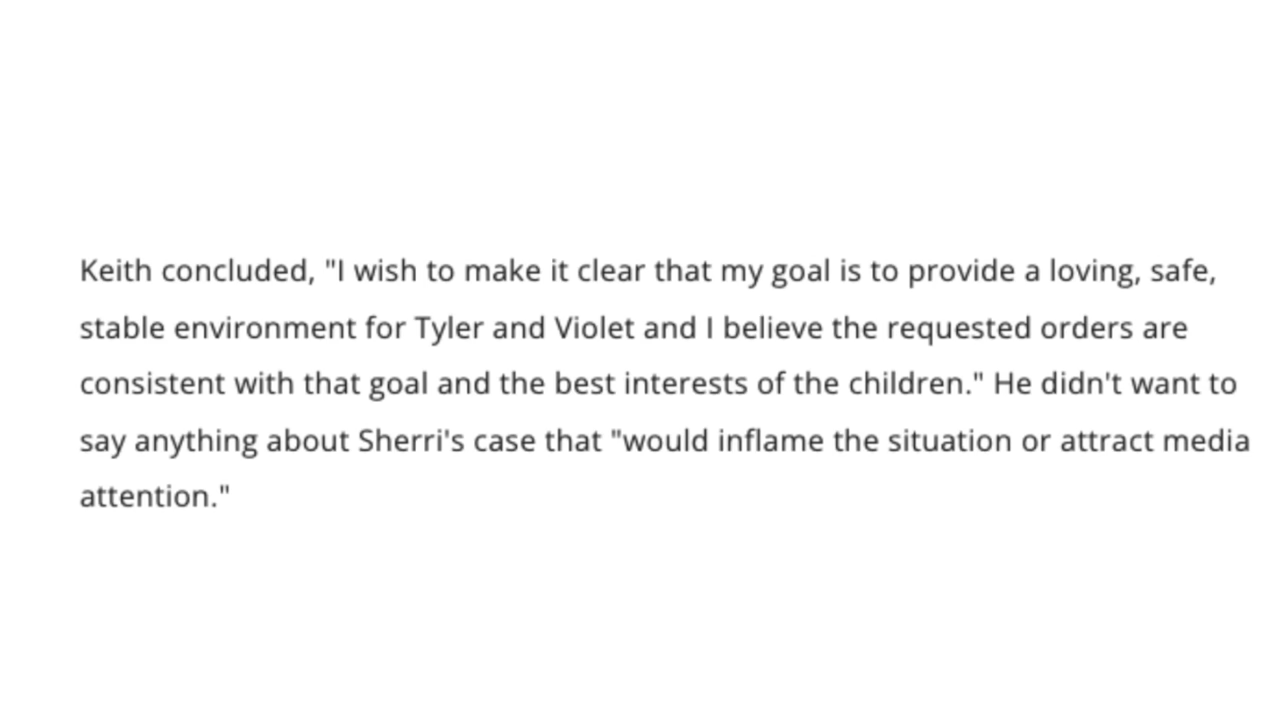 Keith concluded, "I wish to make it clear that my goal is to provide a loving, safe,
stable environment for Tyler and Violet and I believe the requested orders are
consistent with that goal and the best interests of the children." He didn't want to
say anything about Sherri's case that "would inflame the situation or attract media
attention."